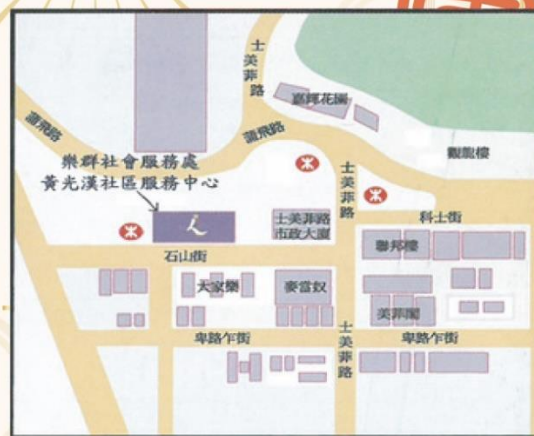 士美菲路
嘉輝花園
龍飛路
龍飛路
觀龍樓
樂群社會服務處
黃光漢社區服務中心
士美菲路
士美菲路
市政大廈
科士街
聯邦樓
石山街
大家樂
麥當奴
美菲閣
卑路乍街
士美菲路
卑路乍街